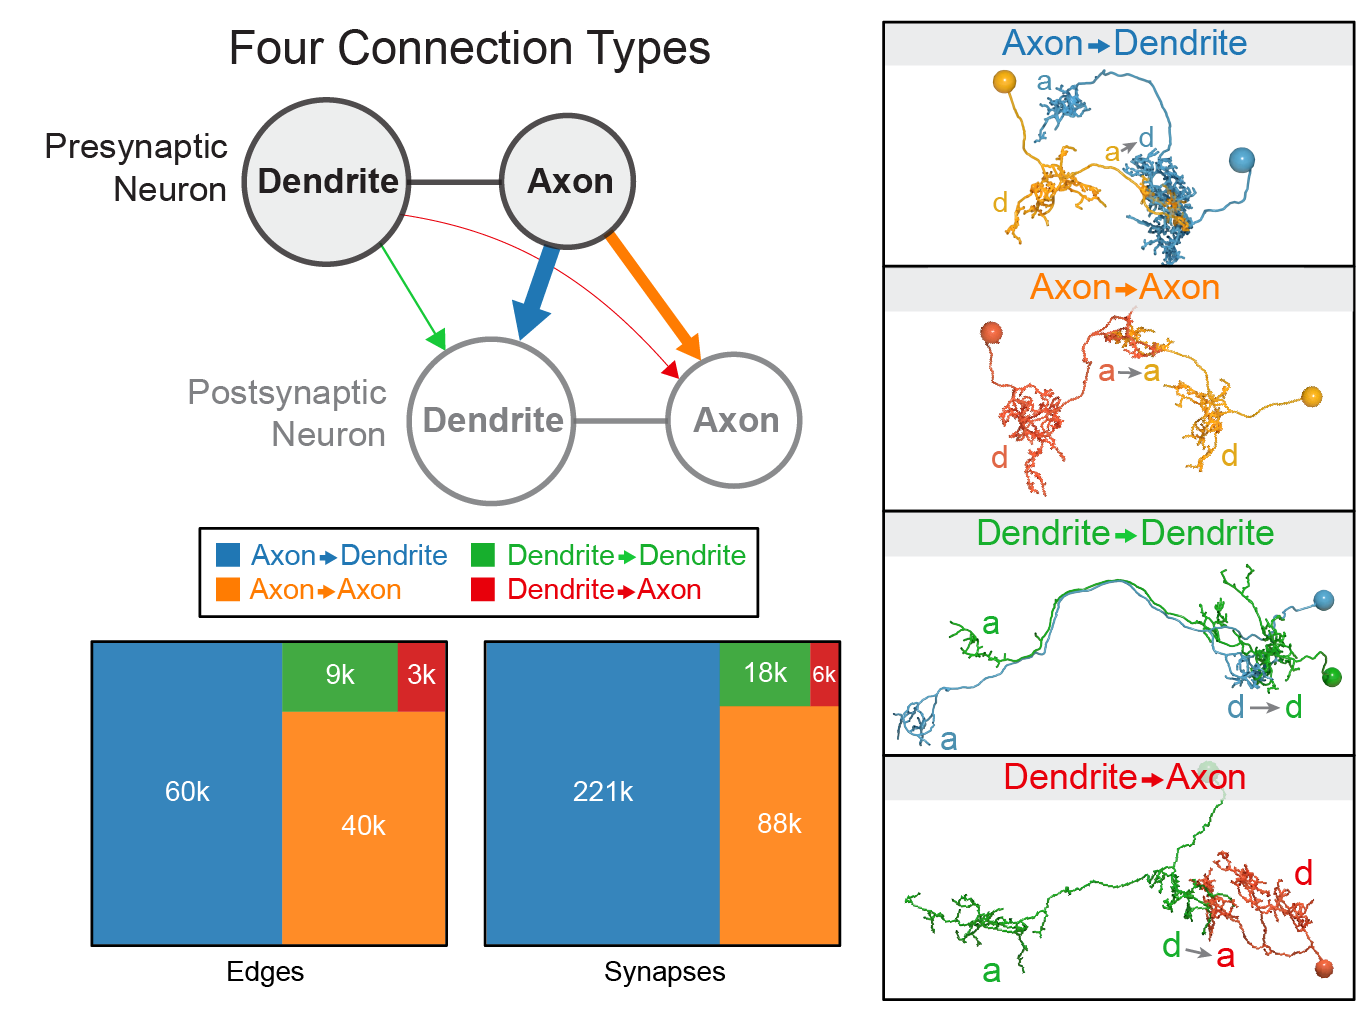 Four Connection Types
Presynaptic
Neuron
Dendrite
Axon
Postsynaptic
Neuron
Dendrite
Axon
Axon→Dendrite
Dendrite→Dendrite
Axon→Axon
Dendrite→Axon
60k
9k
3k
40k
Edges
221k
18k
6k
88k
Synapses
Axon→Dendrite
a
a→d
d
Axon→Axon
a→a
d
d
Dendrite→Dendrite
a
d→d
a
Dendrite→Axon
d
d→a
a